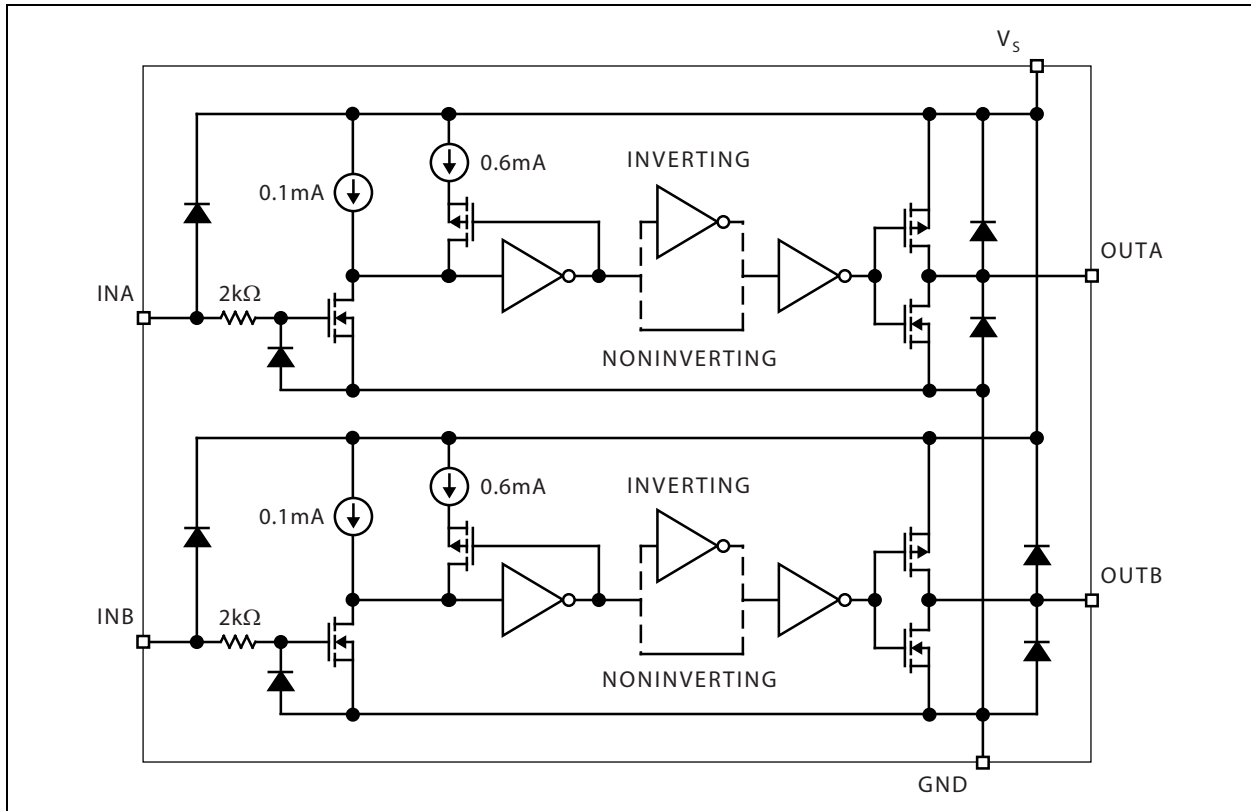 V_S
0.6mA
INVERTING
0.1mA
OUTA
INA
2kΩ
NONINVERTING
0.6mA
INVERTING
0.1mA
OUTB
INB
2kΩ
NONINVERTING
GND